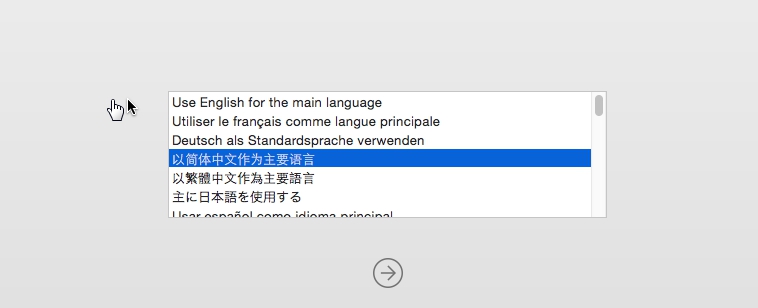 Use English for the main language
Utiliser le français comme langue principale
Deutsch als Standardsprache verwenden
以简体中文作为主要语言
以繁體中文作為主要語言
主に日本語を使用する
Usar español como idioma principal